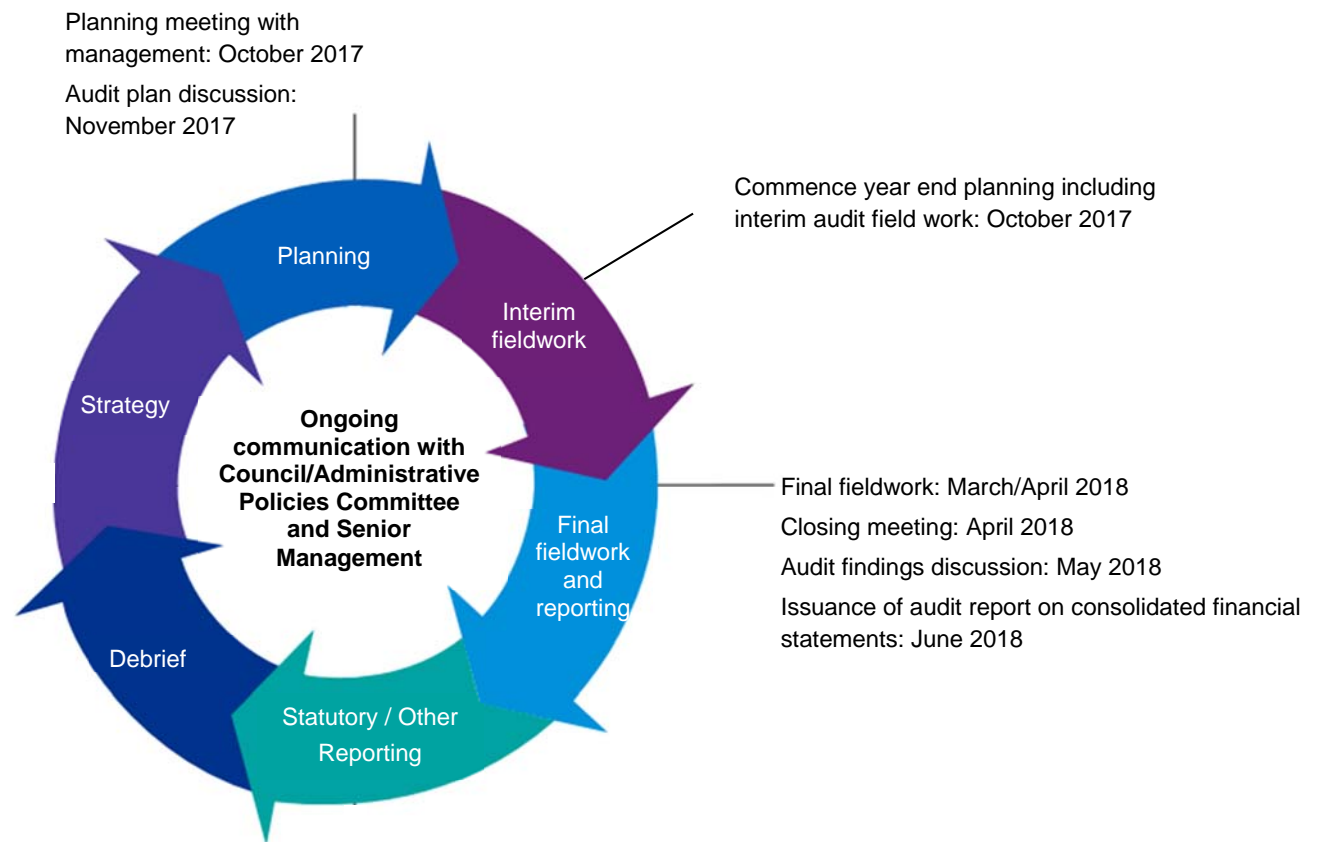 Planning meeting with
management: October 2017
Audit plan discussion:
November 2017
Commence year end planning including
interim audit field work: October 2017
Planning
Interim
fieldwork
Strategy
Ongoing
communication with
Council/Administrative
Policies Committee
and Senior
Management
Final
fieldwork
and
reporting
Final fieldwork: March/April 2018
Closing meeting: April 2018
Audit findings discussion: May 2018
Issuance of audit report on consolidated financial
statements: June 2018
Debrief
Statutory / Other
Reporting